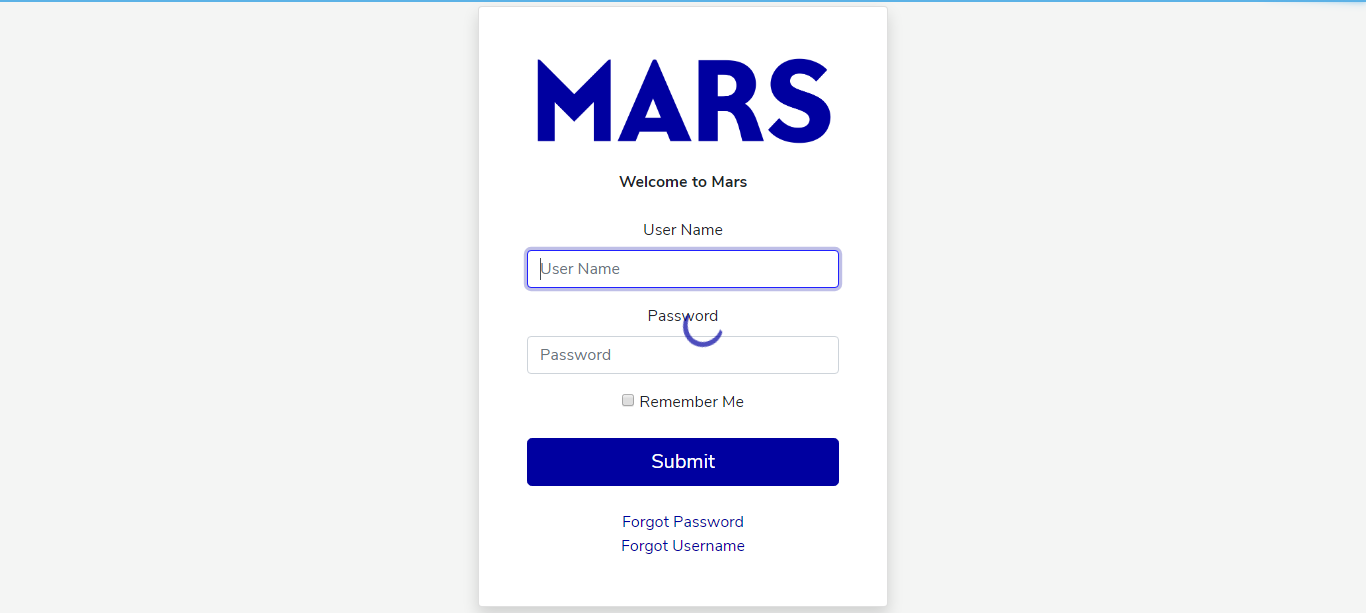 MARS
Welcome to Mars
User Name
User Name
Password
Password
Remember Me
Submit
Forgot Password
Forgot Username